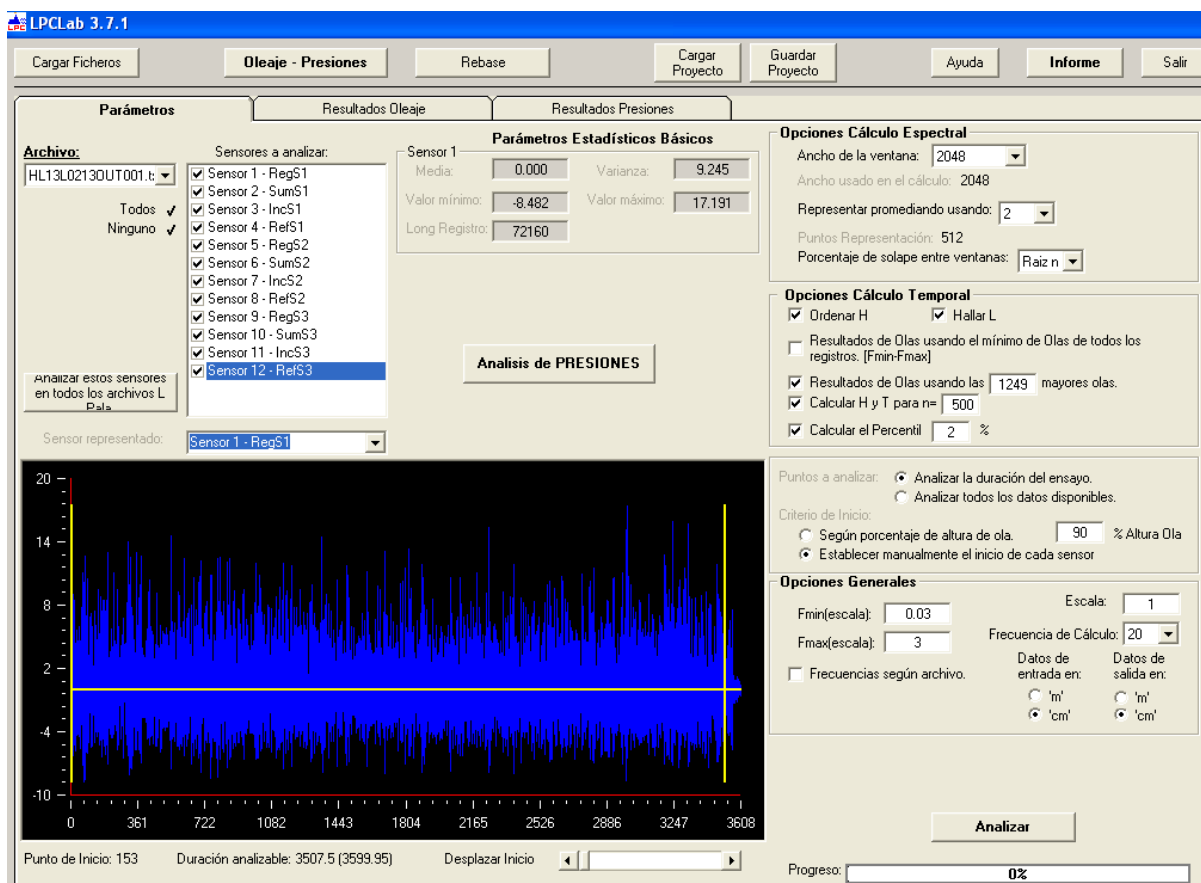 LPCLab 3.7.1
Cargar Ficheros
Oleaje - Presiones
Rebase
Cargar
Proyecto
Guardar
Proyecto
Ayuda
Informe
Salir
Parámetros
Resultados Oleaje
Resultados Presiones
Archivo:
HL13L02130UT001.t
Todos
Ninguno
Analizar estos sensores
en todos los archivos L
Pala
Sensores a analizar:
Sensor 1 - RegS1
Sensor 2 - SumS1
Sensor 3 - IncS1
Sensor 4 - RefS1
Sensor 5 - RegS2
Sensor 6 - SumS2
Sensor 7 - IncS2
Sensor 8 - RefS2
Sensor 9 - RegS3
Sensor 10 - SumS3
Sensor 11 - IncS3
Sensor 12 - RefS3
Sensor representado:
Sensor 1 - RegS1
Parámetros Estadísticos Básicos
Sensor 1
Media: 0.000 Varianza: 9.245
Valor mínimo: -8.482 Valor máximo: 17.191
Long Registro: 72160
Analisis de PRESIONES
Opciones Cálculo Espectral
Ancho de la ventana: 2048
Ancho usado en el cálculo: 2048
Representar promediando usando: 2
Puntos Representación: 512
Porcentaje de solape entre ventanas: Raiz n
Opciones Cálculo Temporal
Ordenar H Hallar L
Resultados de Olas usando el mínimo de Olas de todos los
registros. [Fmin-Fmax]
Resultados de Olas usando las 1249 mayores olas.
Calcular H y T para n= 500
Calcular el Percentil 2 %
Puntos a analizar: Analizar la duración del ensayo.
Analizar todos los datos disponibles.
Criterio de Inicio:
Según porcentaje de altura de ola. 90 % Altura Ola
Establecer manualmente el inicio de cada sensor
Opciones Generales
Fmin(escala): 0.03
Fmax(escala): 3
Frecuencias según archivo.
Escala: 1
Frecuencia de Cálculo: 20
Datos de
entrada en:
'm'
'cm'
Datos de
salida en:
'm'
'cm'
20
14
8
2
-4
-10
0 361 722 1082 1443 1804 2165 2526 2886 3247 3608
Punto de Inicio: 153 Duración analizable: 3507.5 (3599.95) Desplazar Inicio
Analizar
Progreso: 0%